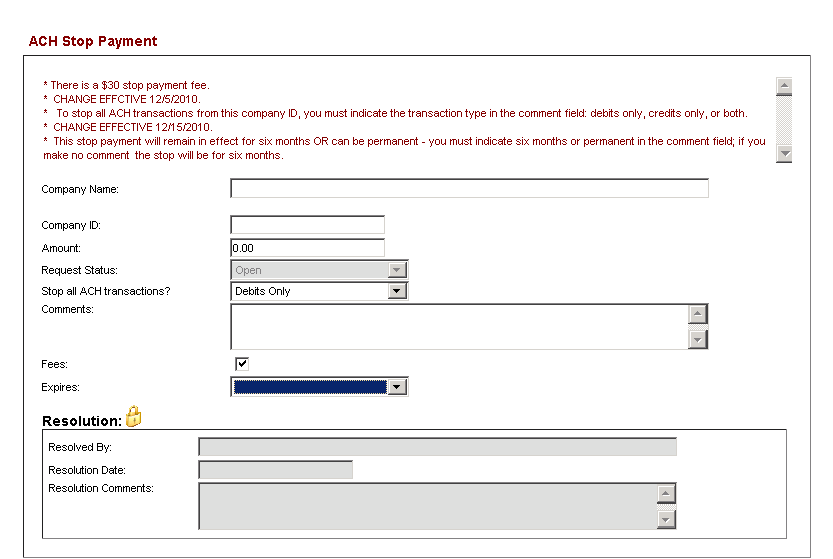 ACH Stop Payment
* There is a $30 stop payment fee.
* CHANGE EFFCTIVE 12/5/2010.
* To stop all ACH transactions from this company ID, you must indicate the transaction type in the comment field: debits only, credits only, or both.
* CHANGE EFFECTIVE 12/15/2010.
* This stop payment will remain in effect for six months OR can be permanent - you must indicate six months or permanent in the comment field; if you
make no comment the stop will be for six months.
Company Name:
Company ID:
Amount: 0.00
Request Status: Open
Stop all ACH transactions? Debits Only
Comments:
Fees:
Expires:
Resolution:
Resolved By:
Resolution Date:
Resolution Comments: